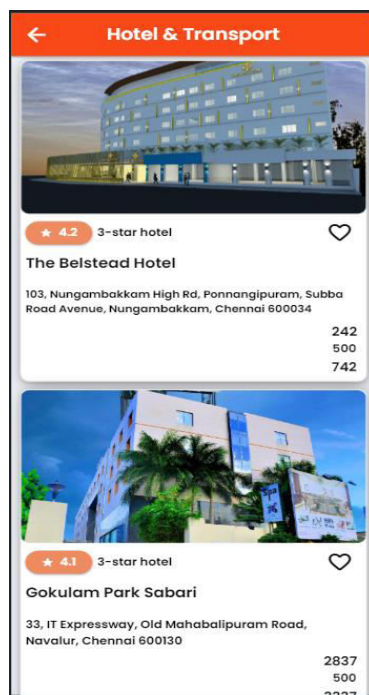 Hotel & Transport
4.2 3-star hotel
The Belstead Hotel
103, Nungambakkam High Rd, Ponnangipuram, Subba
Road Avenue, Nungambakkam, Chennai 600034
242
500
742
Spa
4.1 3-star hotel
Gokulam Park Sabari
33, IT Expressway, Old Mahabalipuram Road,
Navalur, Chennai 600130
2837
500